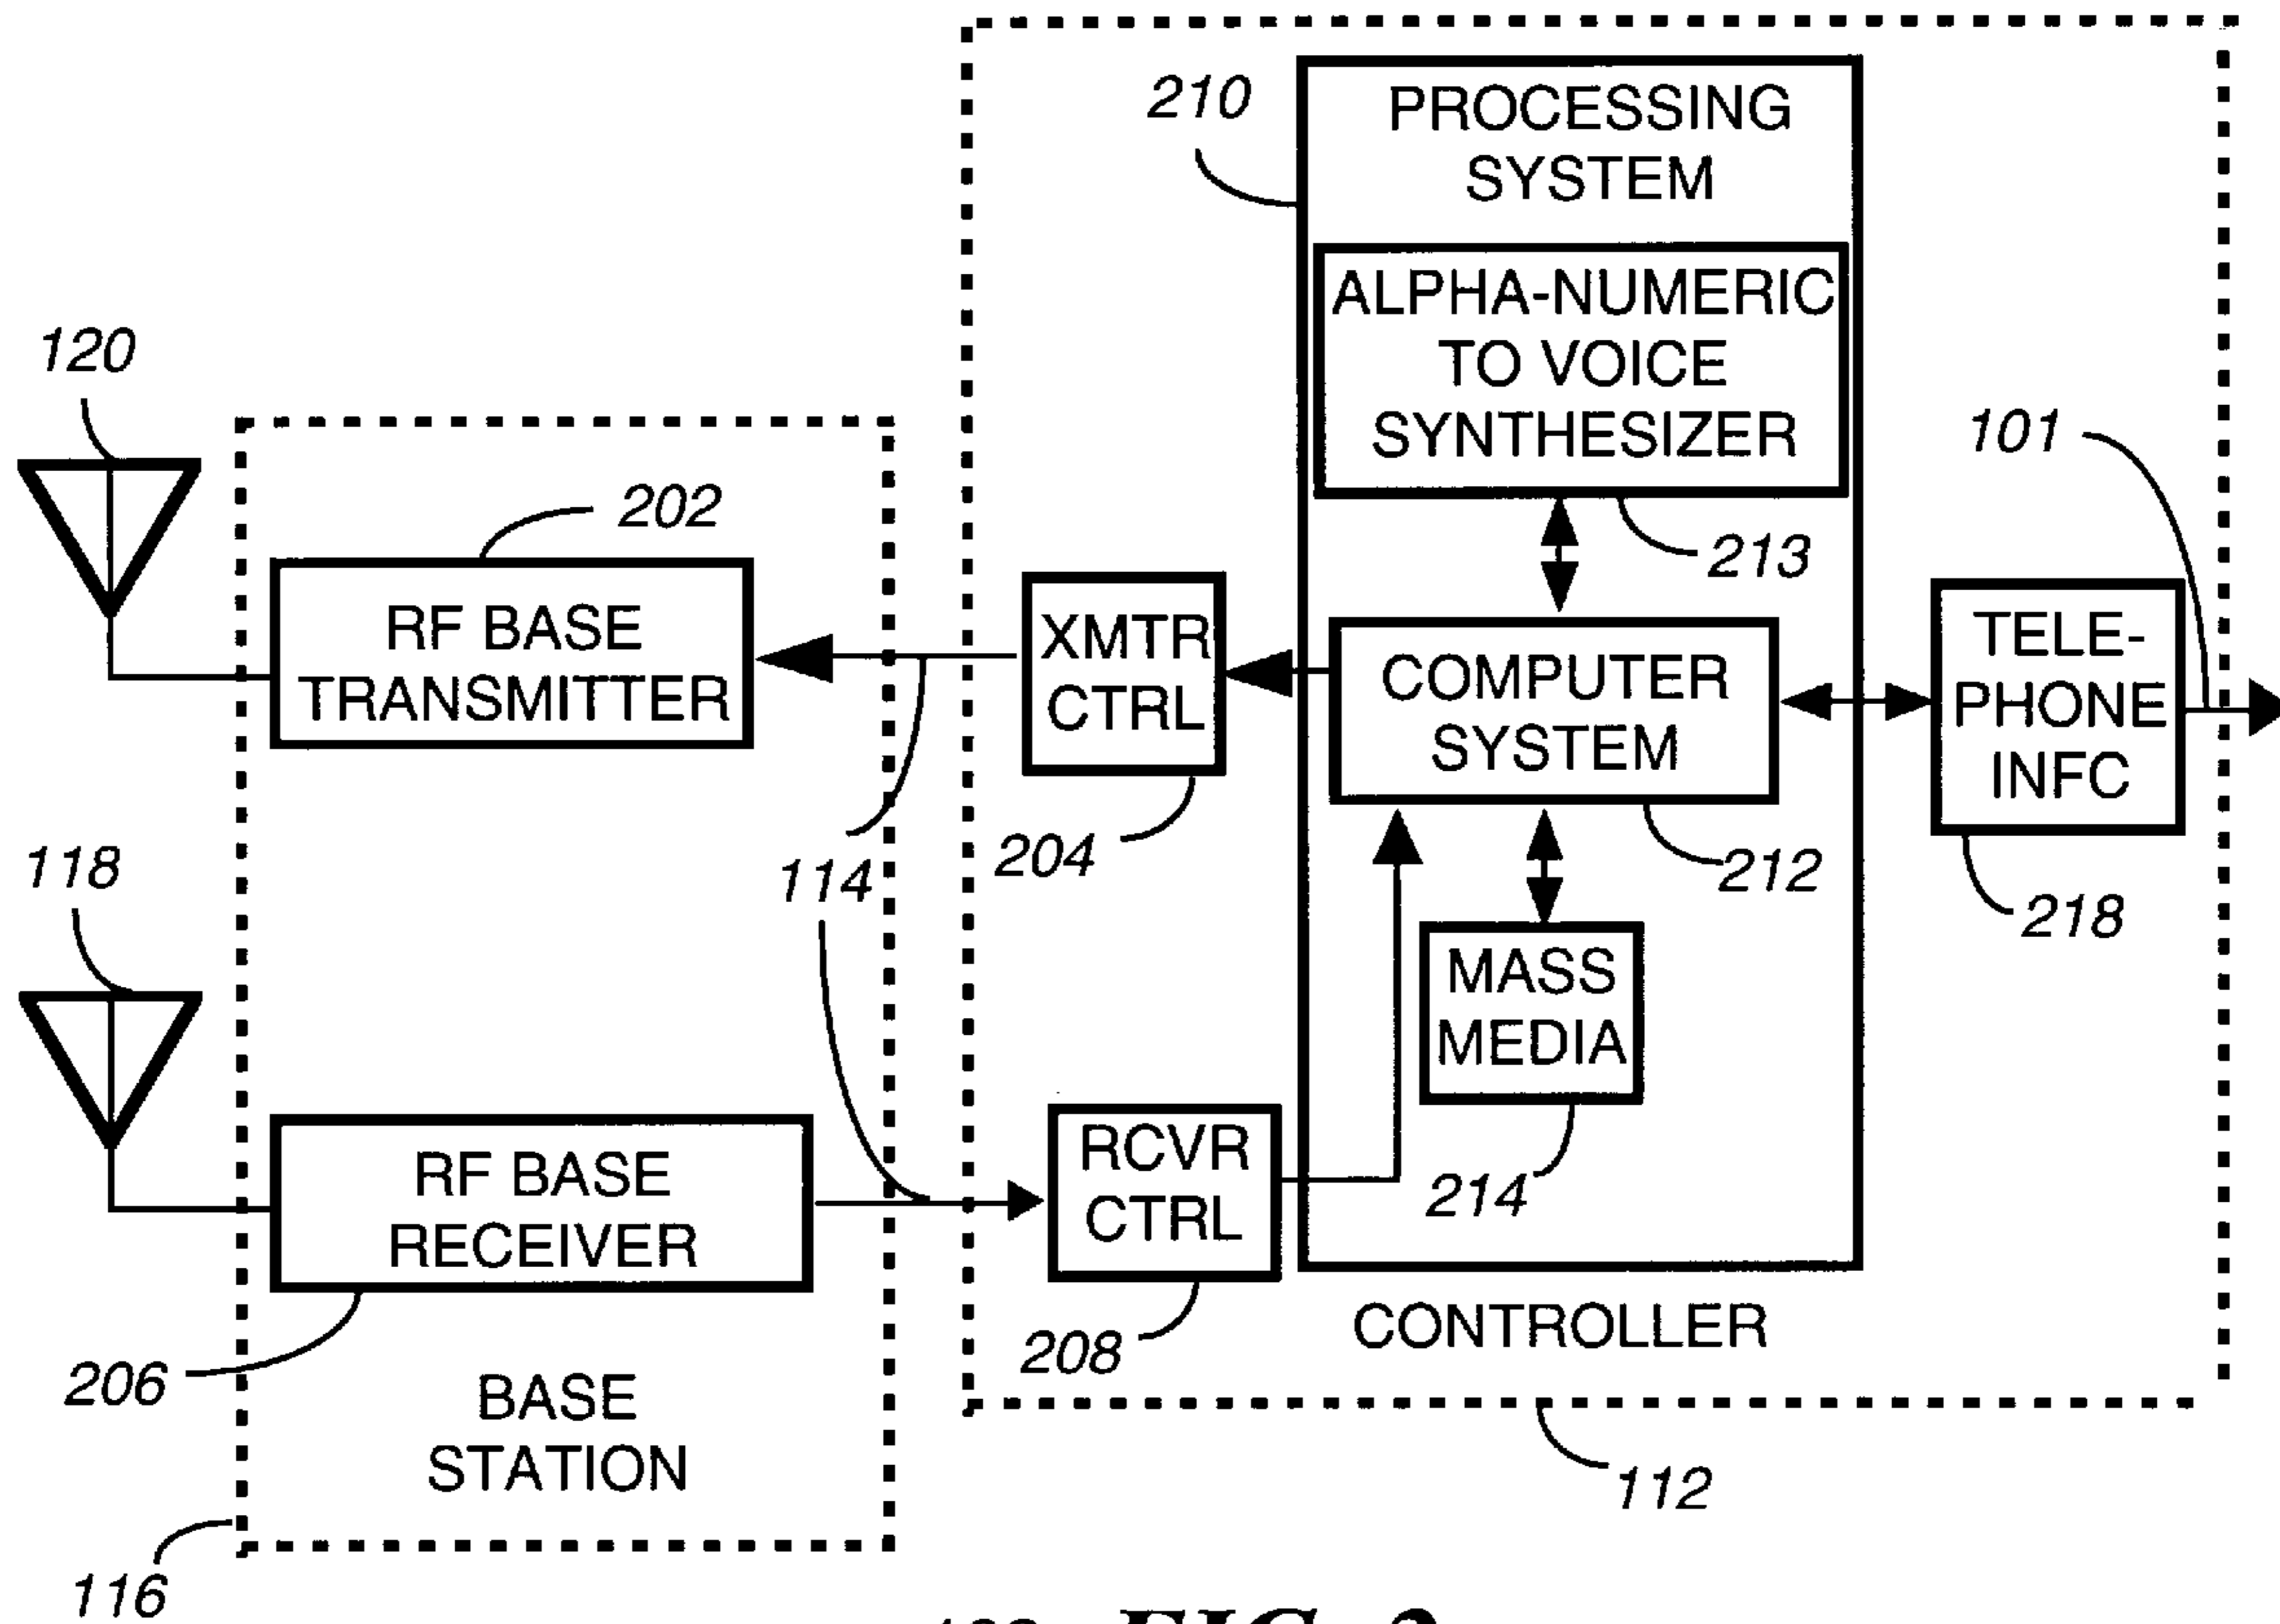 210
PROCESSING
SYSTEM
ALPHA-NUMERIC
TO VOICE
SYNTHESIZER
213
120
202
RF BASE
TRANSMITTER
114
XMTR
CTRL
204
COMPUTER
SYSTEM
212
101
TELE-
PHONE
INFC
218
118
MASS
MEDIA
214
RF BASE
RECEIVER
206
RCVR
CTRL
208
CONTROLLER
112
BASE
STATION
116
FIG. 2